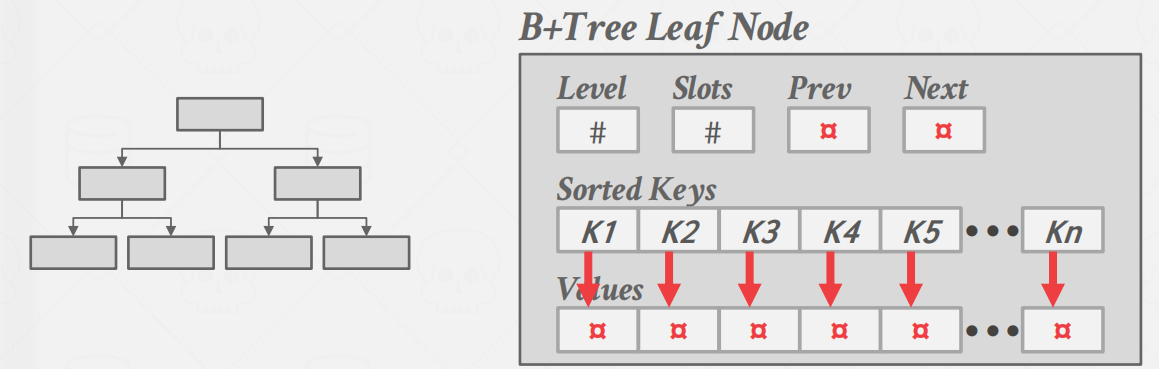 B+Tree Leaf Node
Level Slots Prev Next
# # ¤ ¤
Sorted Keys
K1 K2 K3 K4 K5 ••• Kn
Values
¤ ¤ ¤ ¤ ¤ ••• ¤